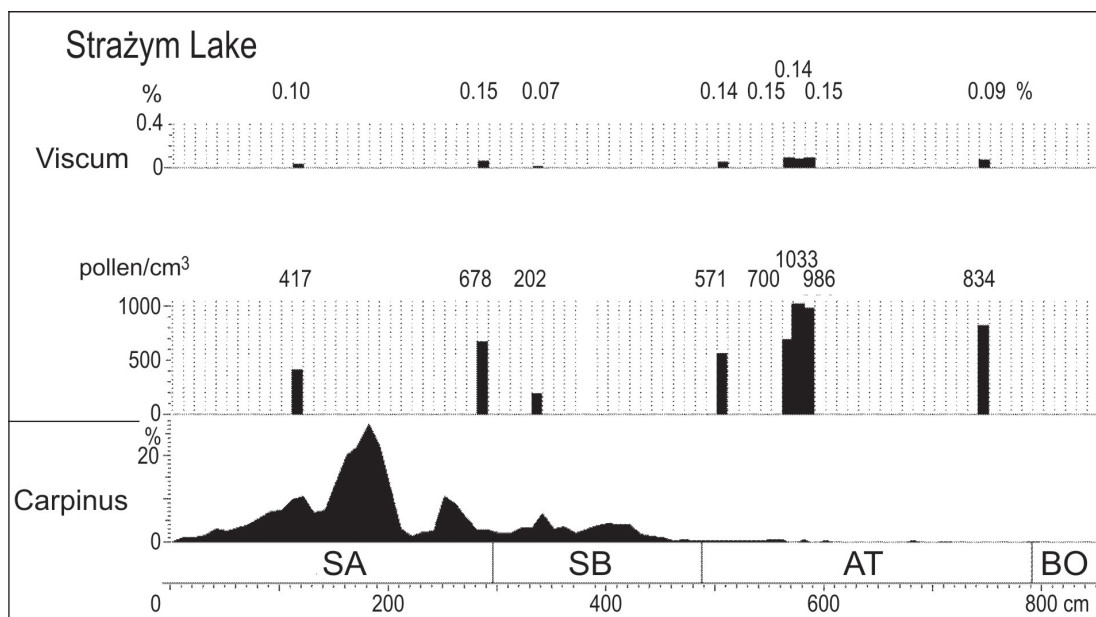 Strażym Lake
0.14
% 0.10 0.15 0.07 0.14 0.15 0.15 0.09 %
0.4
Viscum
0
pollen/cm³
1033
417 678 202 571 700 986 834
1000
500
0
%
20
Carpinus
0
SA SB AT BO
0 200 400 600 800 cm